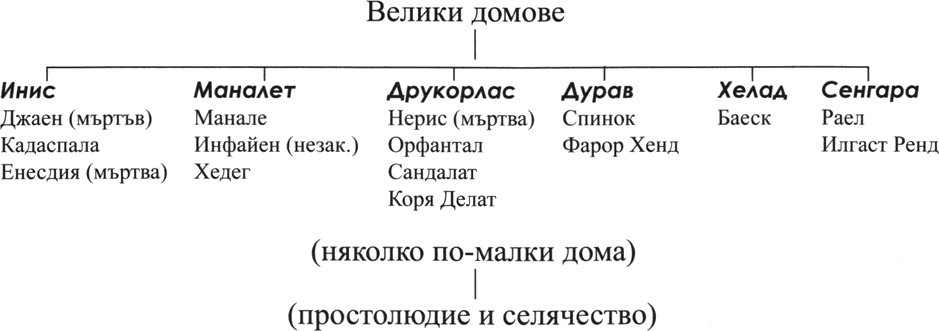 Велики домове
Инис
Джаен (мъртъв)
Кадаспала
Енесдия (мъртва)
Маналет
Манале
Инфайен (незак.)
Хедег
Друкорлас
Нерис (мъртва)
Орфантал
Сандалат
Коря Делат
Дурав
Спинок
Фарор Хенд
Хелад
Баеск
Сенгара
Раел
Илгаст Ренд
(няколко по-малки дома)
(простолюдие и селячество)